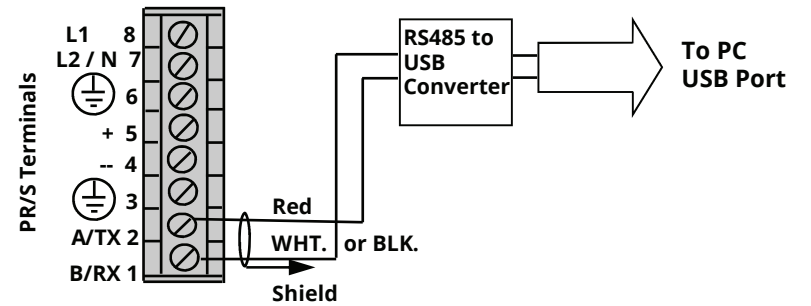 PR/S Terminals
L1 8
L2 / N 7
6
+ 5
-- 4
3
A/TX 2
B/RX 1
Red
WHT. or BLK.
Shield
RS485 to
USB
Converter
To PC
USB Port